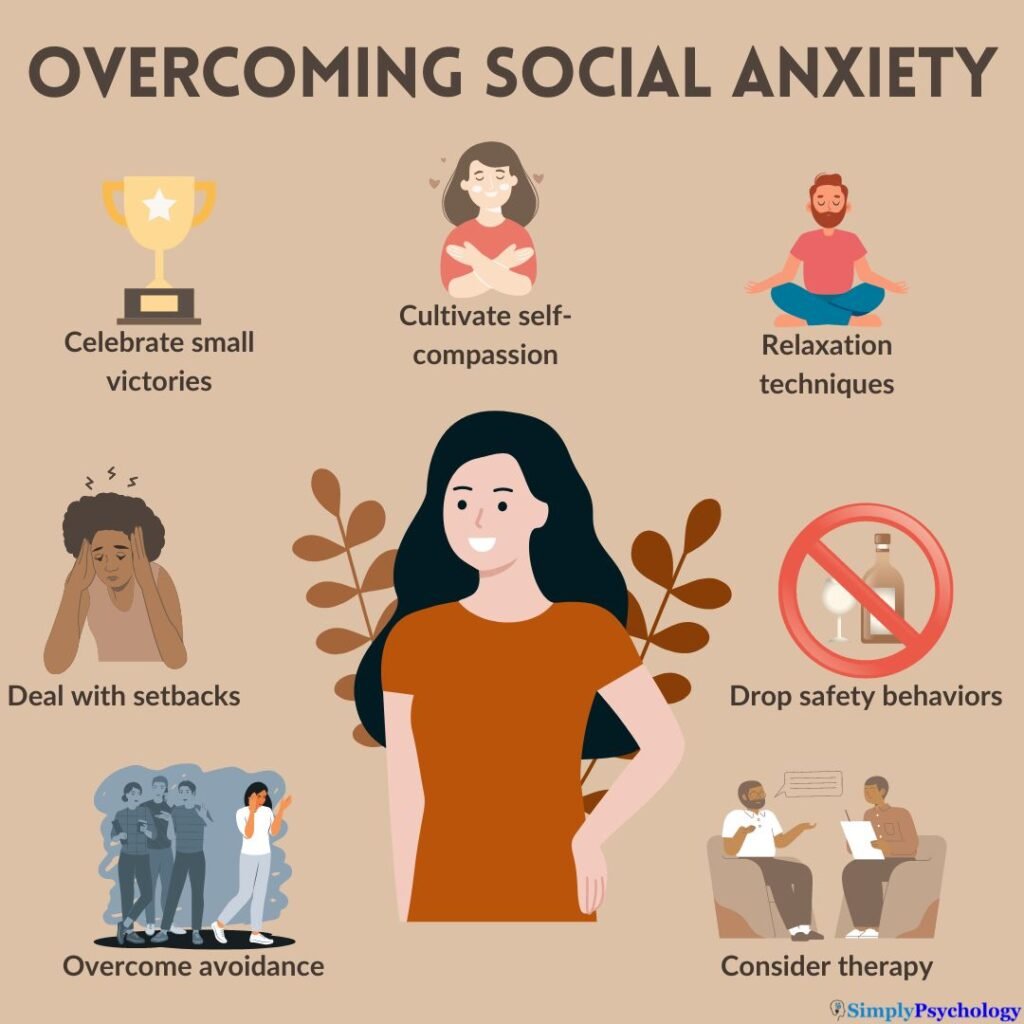 OVERCOMING SOCIAL ANXIETY
Celebrate small
victories
Cultivate self-
compassion
Relaxation
techniques
Deal with setbacks
Drop safety behaviors
Overcome avoidance
Consider therapy
SimplyPsychology